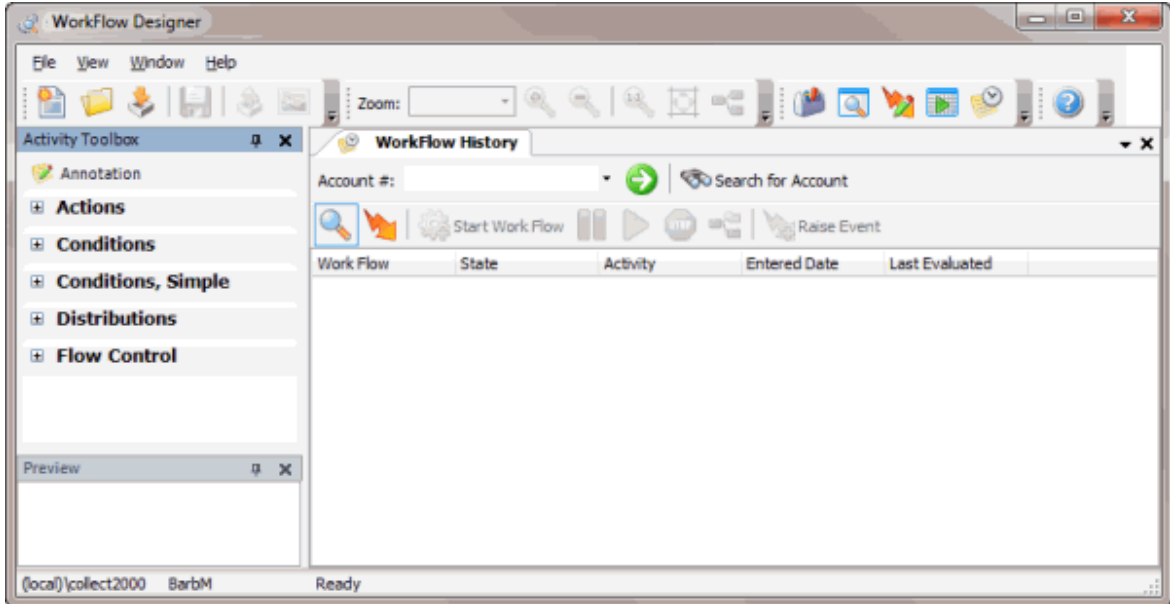 WorkFlow Designer
File View Window Help
Zoom:
Activity Toolbox
WorkFlow History
Annotation
Account #:
Search for Account
Actions
Start Work Flow
Raise Event
Conditions
Work Flow State Activity Entered Date Last Evaluated
Conditions, Simple
Distributions
Flow Control
Preview
(local)\collect2000 BarbM Ready